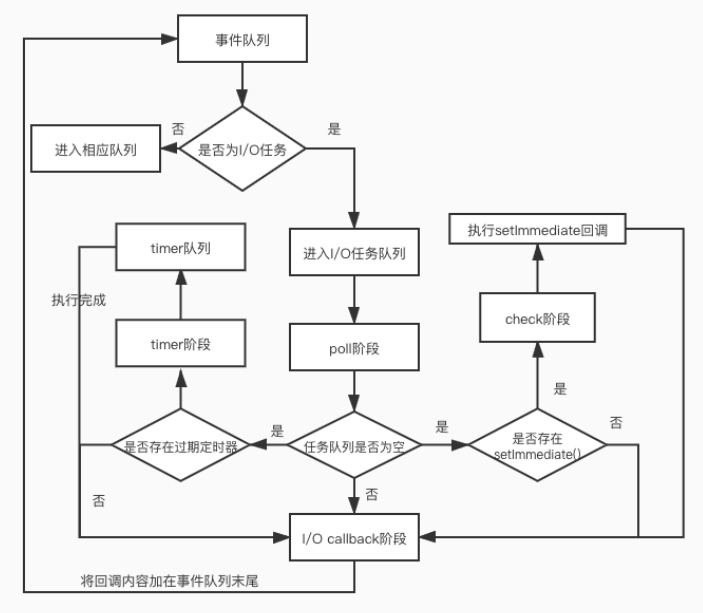 事件队列
否
是
进入相应队列
是否为I/O任务
执行setImmediate回调
timer队列
进入I/O任务队列
执行完成
check阶段
timer阶段
poll阶段
是
是
是
否
是否存在过期定时器
任务队列是否为空
是否存在
setImmediate()
否
否
I/O callback阶段
将回调内容加在事件队列末尾